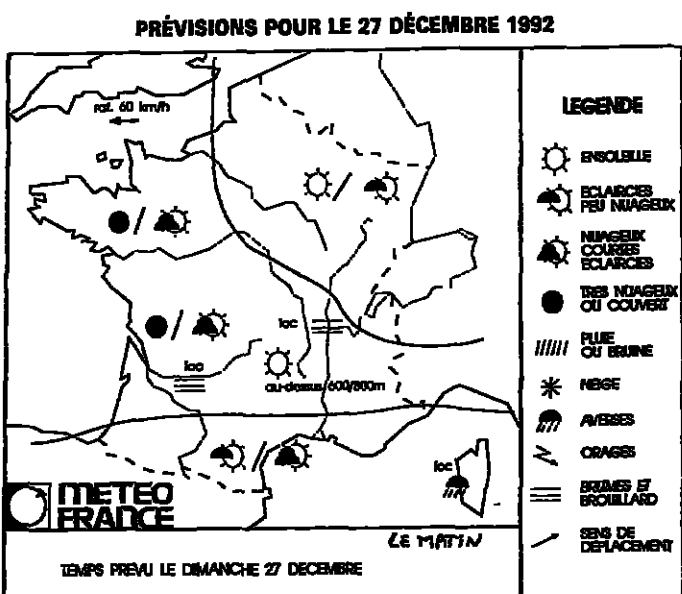 PRÉVISIONS POUR LE 27 DÉCEMBRE 1992
raf. 60 km/h
loc
loc
au-dessus 600/800m
loc
METEO
FRANCE
LE MATIN
TEMPS PREVU LE DIMANCHE 27 DECEMBRE
LEGENDE
ENSOLEILLE
ECLAIRCIES
PEU NUAGEUX
NUAGEUX
COURTES
ECLAIRCIES
TRES NUAGEUX
OU COUVERT
PLUIE
OU BRUINE
NEIGE
AVERSES
ORAGES
BRUMES ET
BROUILLARD
SENS DE
DEPLACEMENT